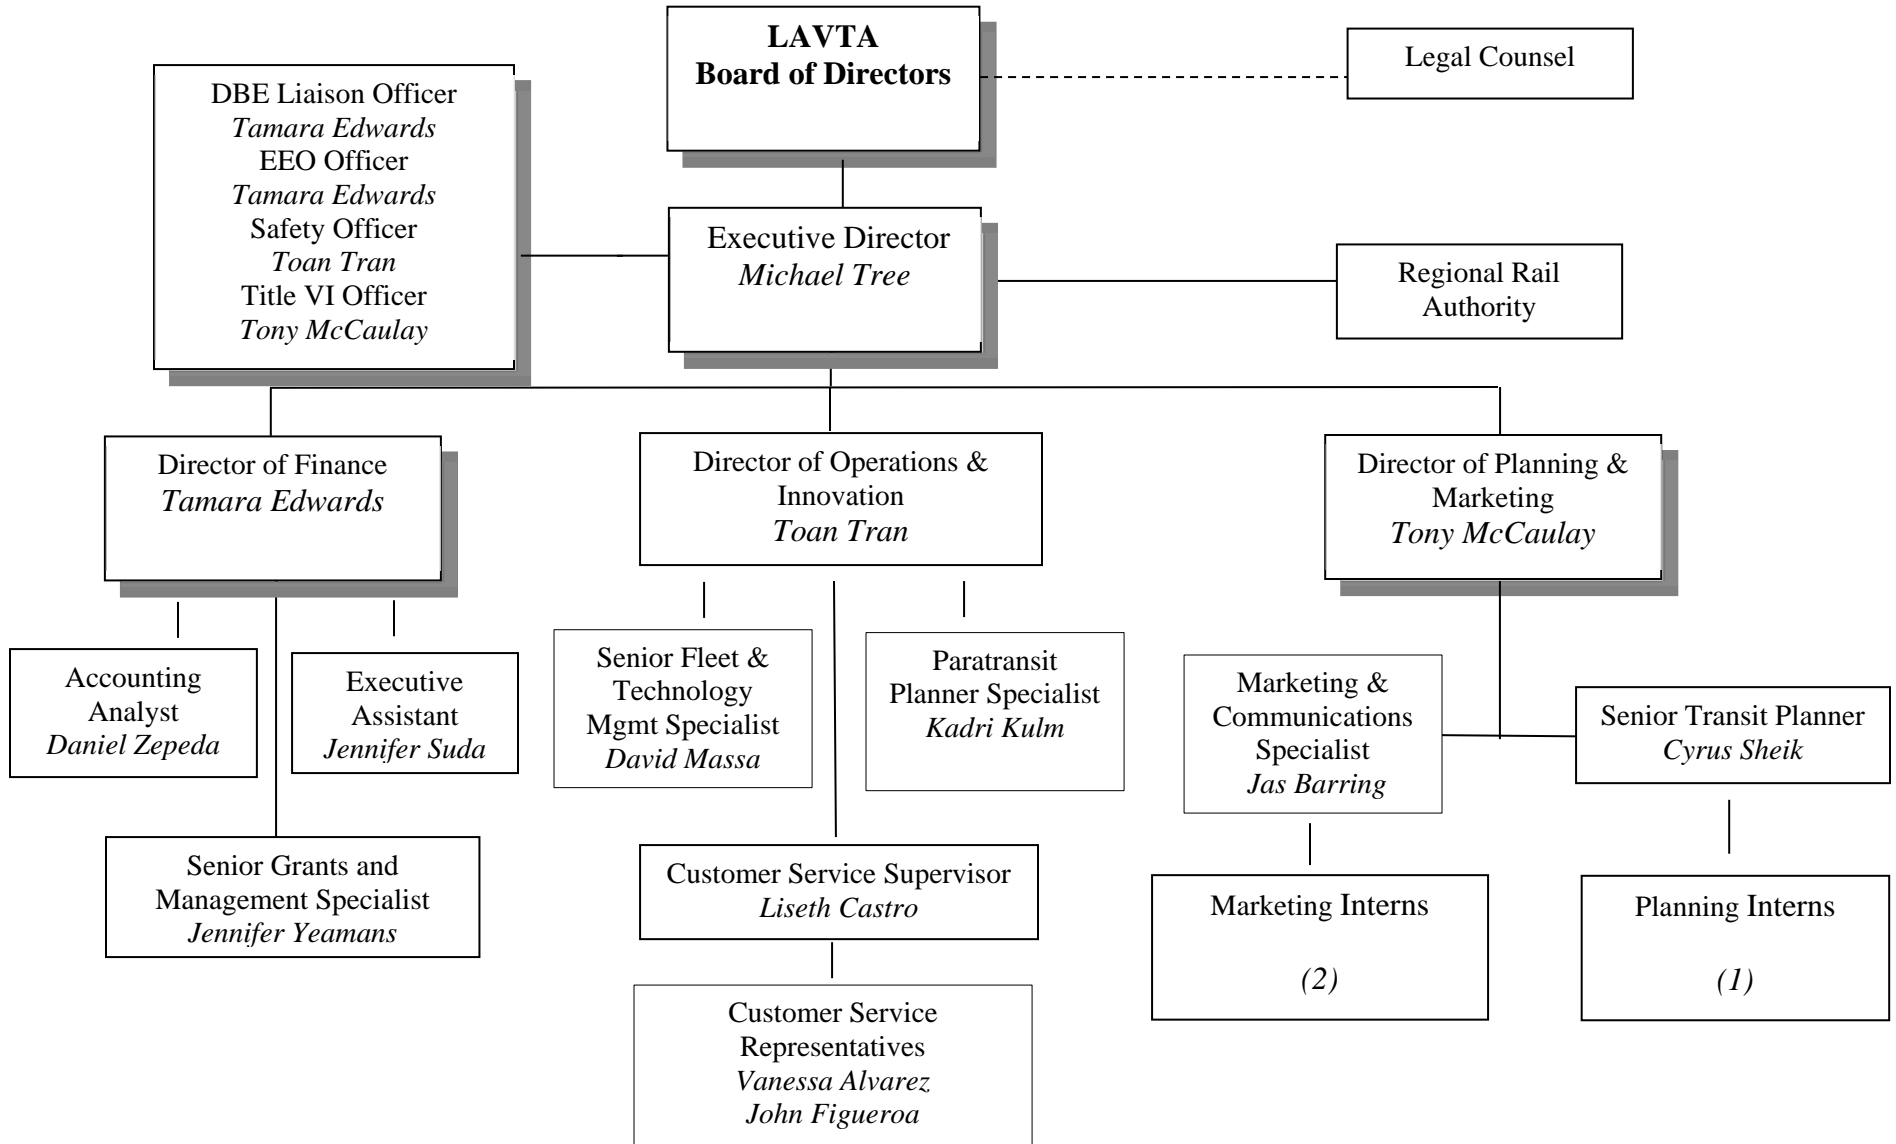 LAVTA
Board of Directors
Legal Counsel
DBE Liaison Officer
Tamara Edwards
EEO Officer
Tamara Edwards
Safety Officer
Toan Tran
Title VI Officer
Tony McCaulay
Executive Director
Michael Tree
Regional Rail
Authority
Director of Finance
Tamara Edwards
Director of Operations &
Innovation
Toan Tran
Director of Planning &
Marketing
Tony McCaulay
Accounting
Analyst
Daniel Zepeda
Executive
Assistant
Jennifer Suda
Senior Fleet &
Technology
Mgmt Specialist
David Massa
Paratransit
Planner Specialist
Kadri Kulm
Marketing &
Communications
Specialist
Jas Barring
Senior Transit Planner
Cyrus Sheik
Senior Grants and
Management Specialist
Jennifer Yeamans
Customer Service Supervisor
Liseth Castro
Marketing Interns
(2)
Planning Interns
(1)
Customer Service
Representatives
Vanessa Alvarez
John Figueroa